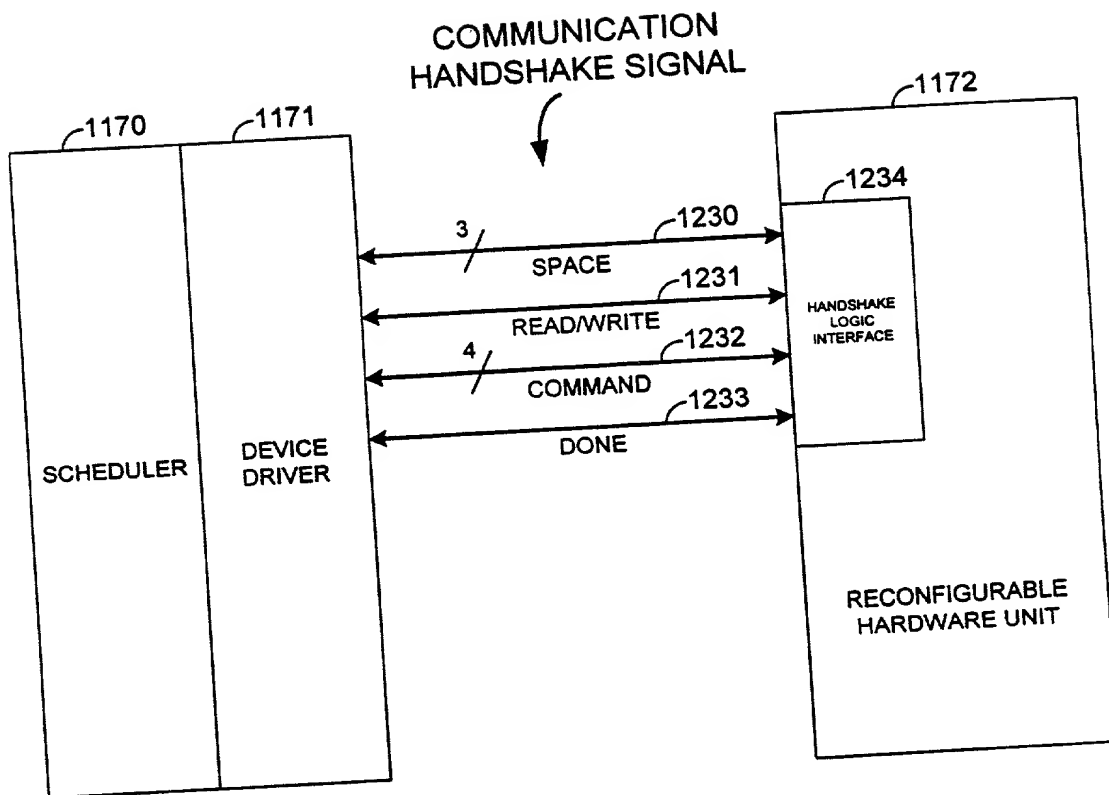 COMMUNICATION
HANDSHAKE SIGNAL
1170
1171
1172
1234
3
1230
SPACE
1231
READ/WRITE
4
1232
COMMAND
1233
DONE
HANDSHAKE
LOGIC
INTERFACE
SCHEDULER
DEVICE
DRIVER
RECONFIGURABLE
HARDWARE UNIT